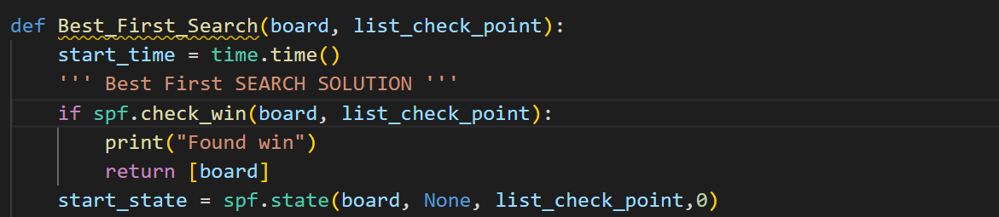 def Best_First_Search(board, list_check_point):
    start_time = time.time()
    ''' Best First SEARCH SOLUTION '''
    if spf.check_win(board, list_check_point):
        print("Found win")
        return [board]
    start_state = spf.state(board, None, list_check_point,0)